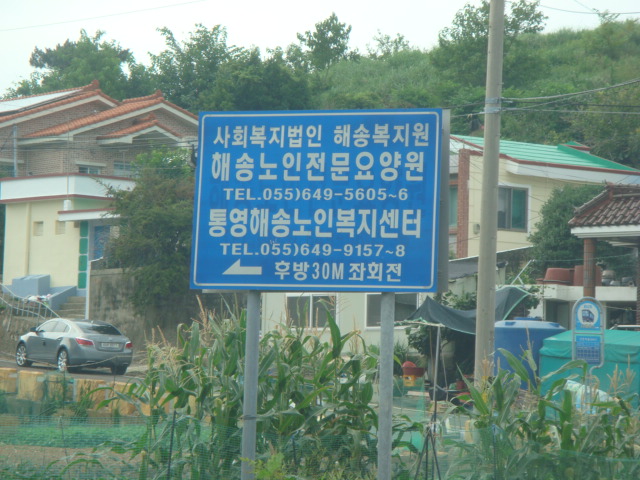 사회복지법인 해송복지원
해송노인전문요양원
TEL.055)649-5605~6
통영해송노인복지센터
TEL.055)649-9157~8
후방30M 좌회전